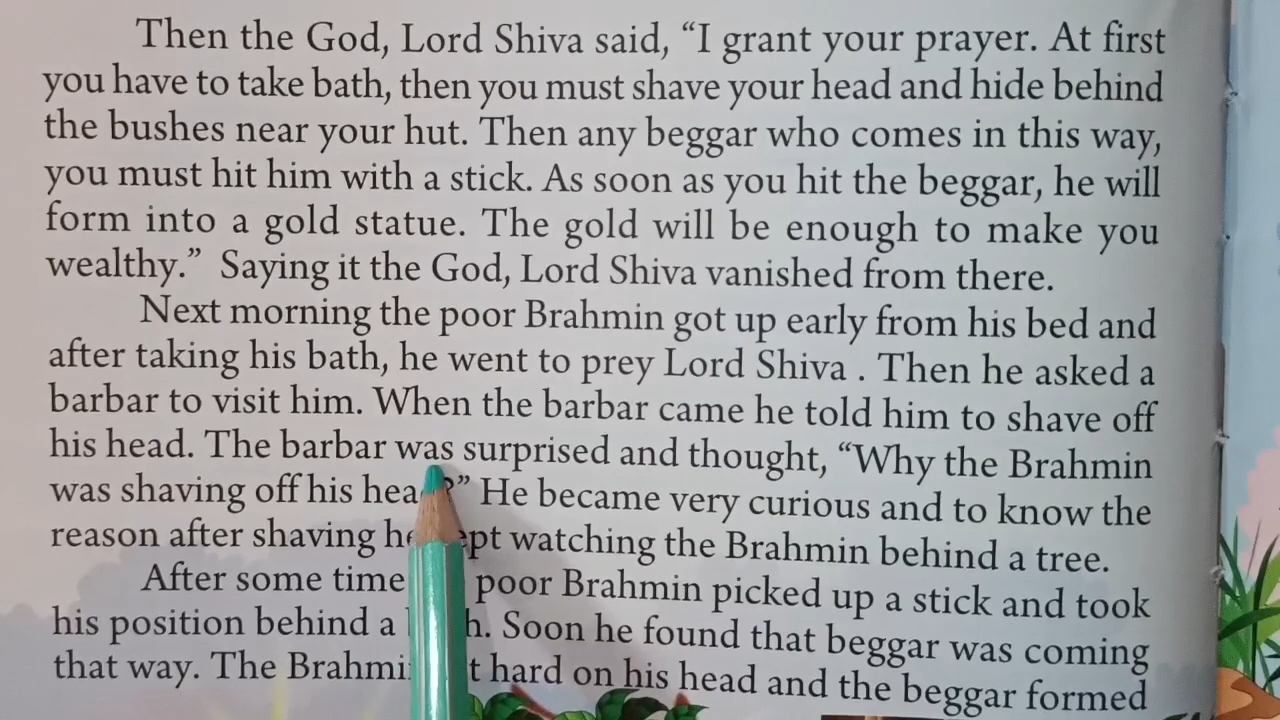 Then the God, Lord Shiva said, “I grant your prayer. At first
you have to take bath, then you must shave your head and hide behind
the bushes near your hut. Then any beggar who comes in this way,
you must hit him with a stick. As soon as you hit the beggar, he will
form into a gold statue. The gold will be enough to make you
wealthy.” Saying it the God, Lord Shiva vanished from there.
Next morning the poor Brahmin got up early from his bed and
after taking his bath, he went to prey Lord Shiva . Then he asked a
barbar to visit him. When the barbar came he told him to shave off
his head. The barbar was surprised and thought, “Why the Brahmin
was shaving off his head?” He became very curious and to know the
reason after shaving he kept watching the Brahmin behind a tree.
After some time poor Brahmin picked up a stick and took
his position behind a Soon he found that beggar was coming
that way. The Brahmin hard on his head and the beggar formed